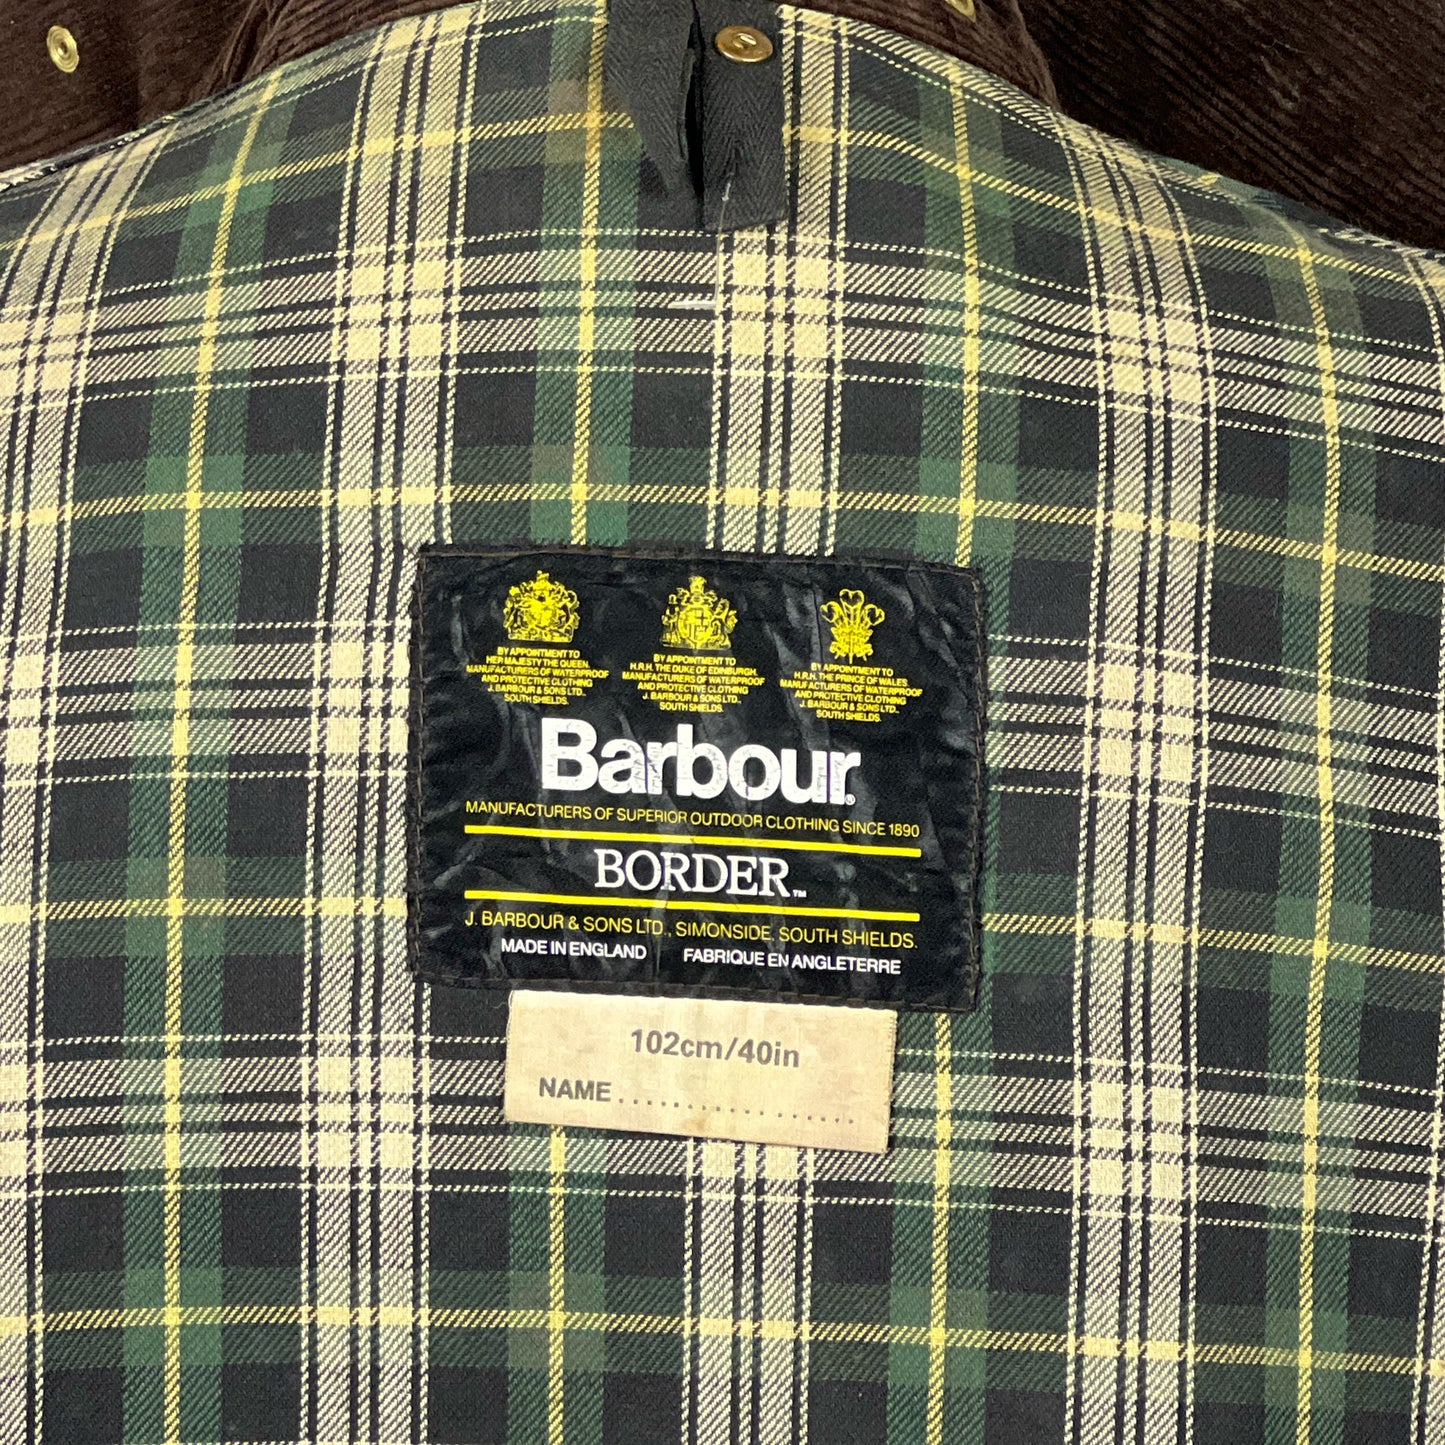 BY APPOINTMENT TO
HER MAJESTY THE QUEEN
MANUFACTURERS OF WATERPROOF
AND PROTECTIVE CLOTHING
J. BARBOUR & SONS LTD.
SOUTH SHIELDS
BY APPOINTMENT TO
H.R.H. THE DUKE OF EDINBURGH
MANUFACTURERS OF WATERPROOF
AND PROTECTIVE CLOTHING
J. BARBOUR & SONS LTD.,
SOUTH SHIELDS.
BY APPOINTMENT TO
H.R.H. THE PRINCE OF WALES
MANUFACTURERS OF WATERPROOF
AND PROTECTIVE CLOTHING
J. BARBOUR & SONS LTD.,
SOUTH SHIELDS.
Barbour®
MANUFACTURERS OF SUPERIOR OUTDOOR CLOTHING SINCE 1890
BORDER™
J. BARBOUR & SONS LTD., SIMONSIDE, SOUTH SHIELDS.
MADE IN ENGLAND FABRIQUE EN ANGLETERRE
102cm/40in
NAME....................